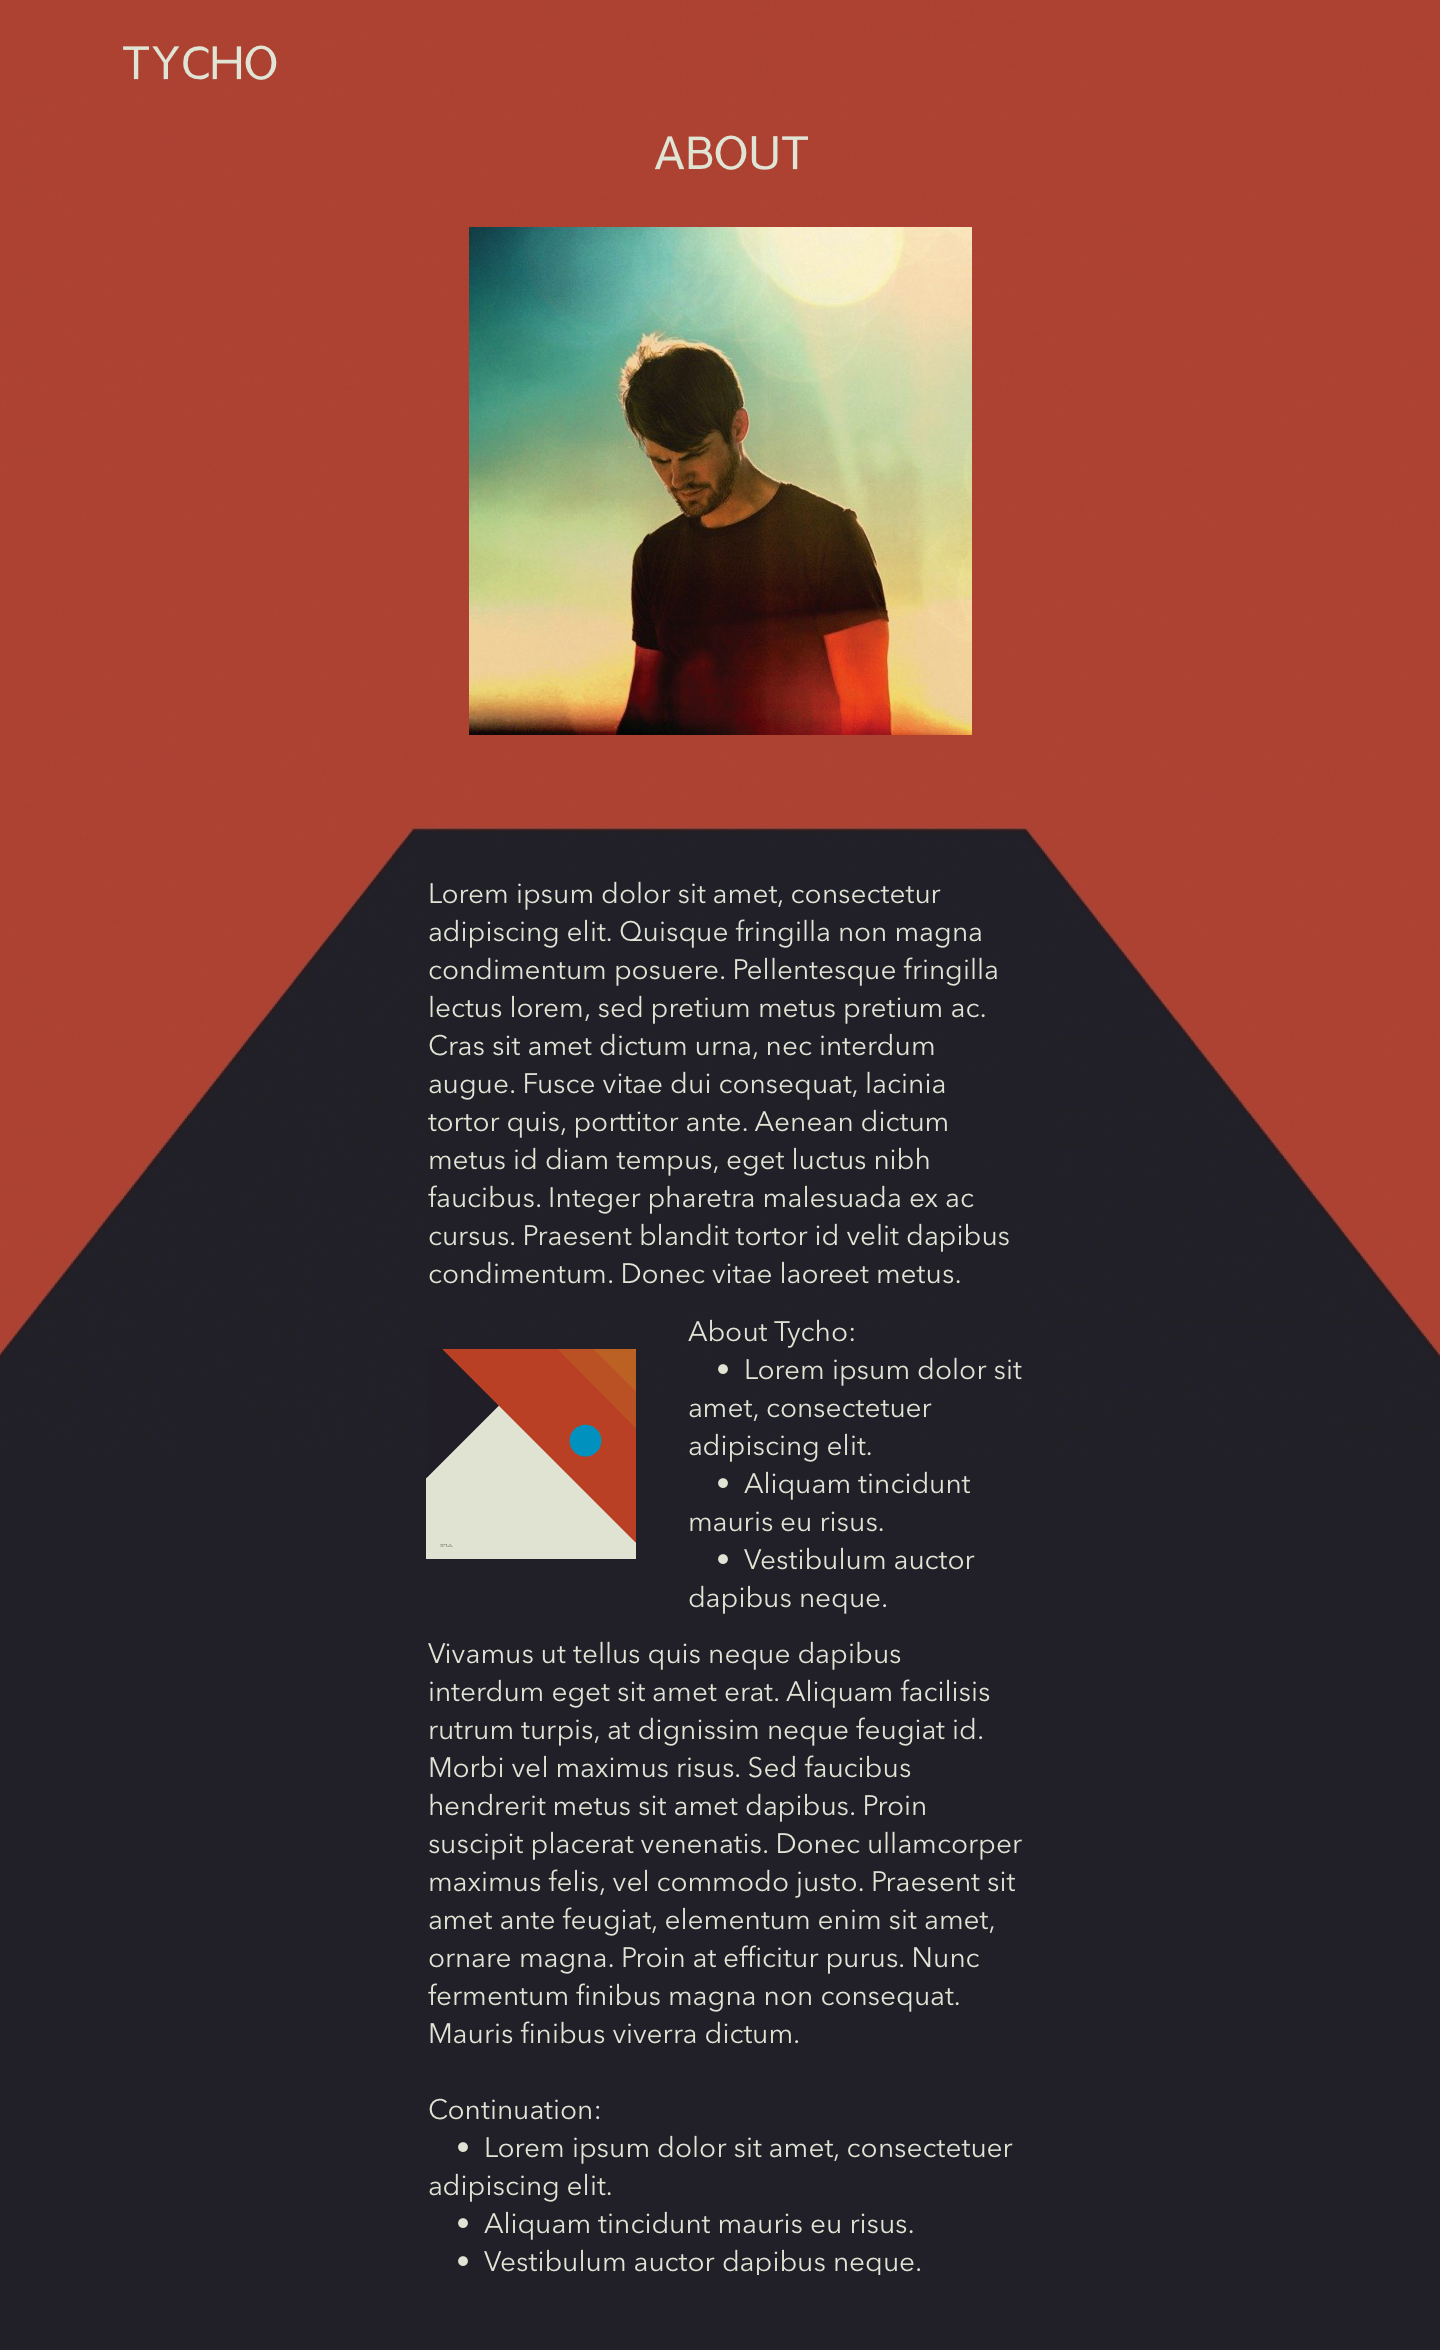 TYCHO
ABOUT
Lorem ipsum dolor sit amet, consectetur
adipiscing elit. Quisque fringilla non magna
condimentum posuere. Pellentesque fringilla
lectus lorem, sed pretium metus pretium ac.
Cras sit amet dictum urna, nec interdum
augue. Fusce vitae dui consequat, lacinia
tortor quis, porttitor ante. Aenean dictum
metus id diam tempus, eget luctus nibh
faucibus. Integer pharetra malesuada ex ac
cursus. Praesent blandit tortor id velit dapibus
condimentum. Donec vitae laoreet metus.
About Tycho:
• Lorem ipsum dolor sit
amet, consectetuer
adipiscing elit.
• Aliquam tincidunt
mauris eu risus.
• Vestibulum auctor
dapibus neque.
Vivamus ut tellus quis neque dapibus
interdum eget sit amet erat. Aliquam facilisis
rutrum turpis, at dignissim neque feugiat id.
Morbi vel maximus risus. Sed faucibus
hendrerit metus sit amet dapibus. Proin
suscipit placerat venenatis. Donec ullamcorper
maximus felis, vel commodo justo. Praesent sit
amet ante feugiat, elementum enim sit amet,
ornare magna. Proin at efficitur purus. Nunc
fermentum finibus magna non consequat.
Mauris finibus viverra dictum.
Continuation:
• Lorem ipsum dolor sit amet, consectetuer
adipiscing elit.
• Aliquam tincidunt mauris eu risus.
• Vestibulum auctor dapibus neque.